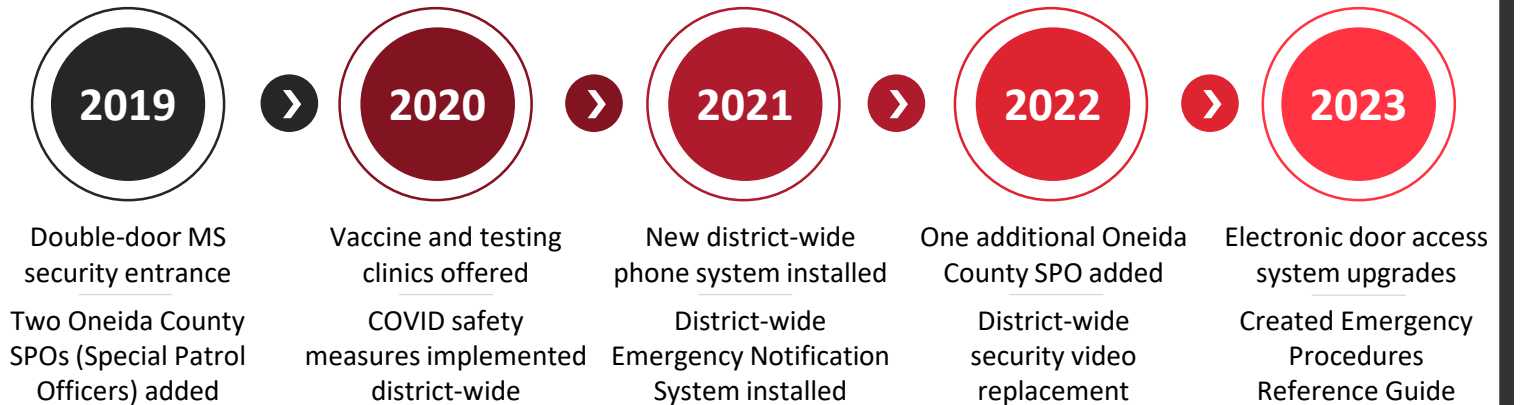 2019
2020
2021
2022
2023
Double-door MS
security entrance
Two Oneida County
SPOs (Special Patrol
Officers) added
Vaccine and testing
clinics offered
COVID safety
measures implemented
district-wide
New district-wide
phone system installed
District-wide
Emergency Notification
System installed
One additional Oneida
County SPO added
District-wide
security video
replacement
Electronic door access
system upgrades
Created Emergency
Procedures
Reference Guide